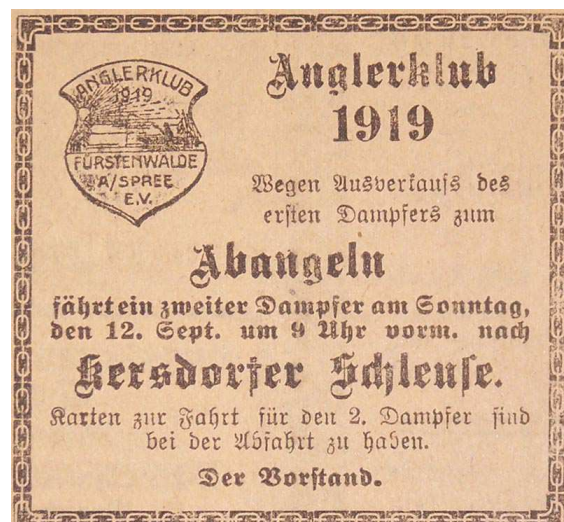 ANGLERKLUB
1919
FÜRSTENWALDE
A/SPREE
E.V.
Anglerklub
1919
Wegen Ausverkaufs des
ersten Dampfers zum
Abangeln
fährt ein zweiter Dampfer am Sonntag,
den 12. Sept. um 9 Uhr vorm. nach
Kersdorfer Schleuse.
Karten zur Fahrt für den 2. Dampfer sind
bei der Abfahrt zu haben.
Der Vorstand.